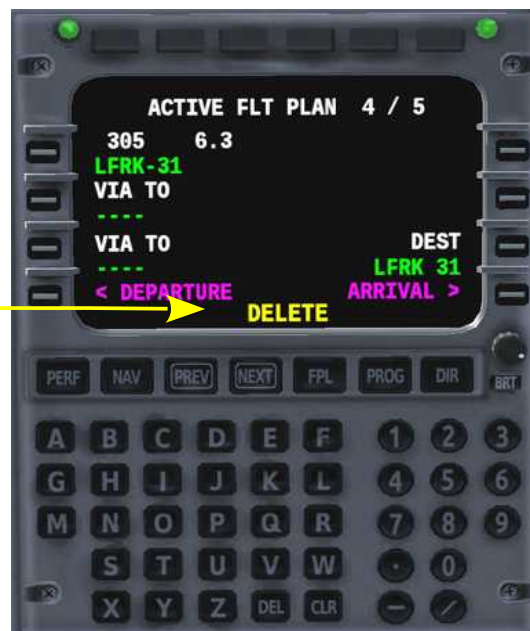 ACTIVE FLT PLAN 4 / 5
305 6.3
LFRK-31
VIA TO
----
VIA TO DEST
---- LFRK 31
< DEPARTURE ARRIVAL >
DELETE
PERF NAV PREV NEXT FPL PROG DIR BRT
A B C D E F 1 2 3
G H I J K L 4 5 6
M N O P Q R 7 8 9
S T U V W · 0
X Y Z DEL CLR − /